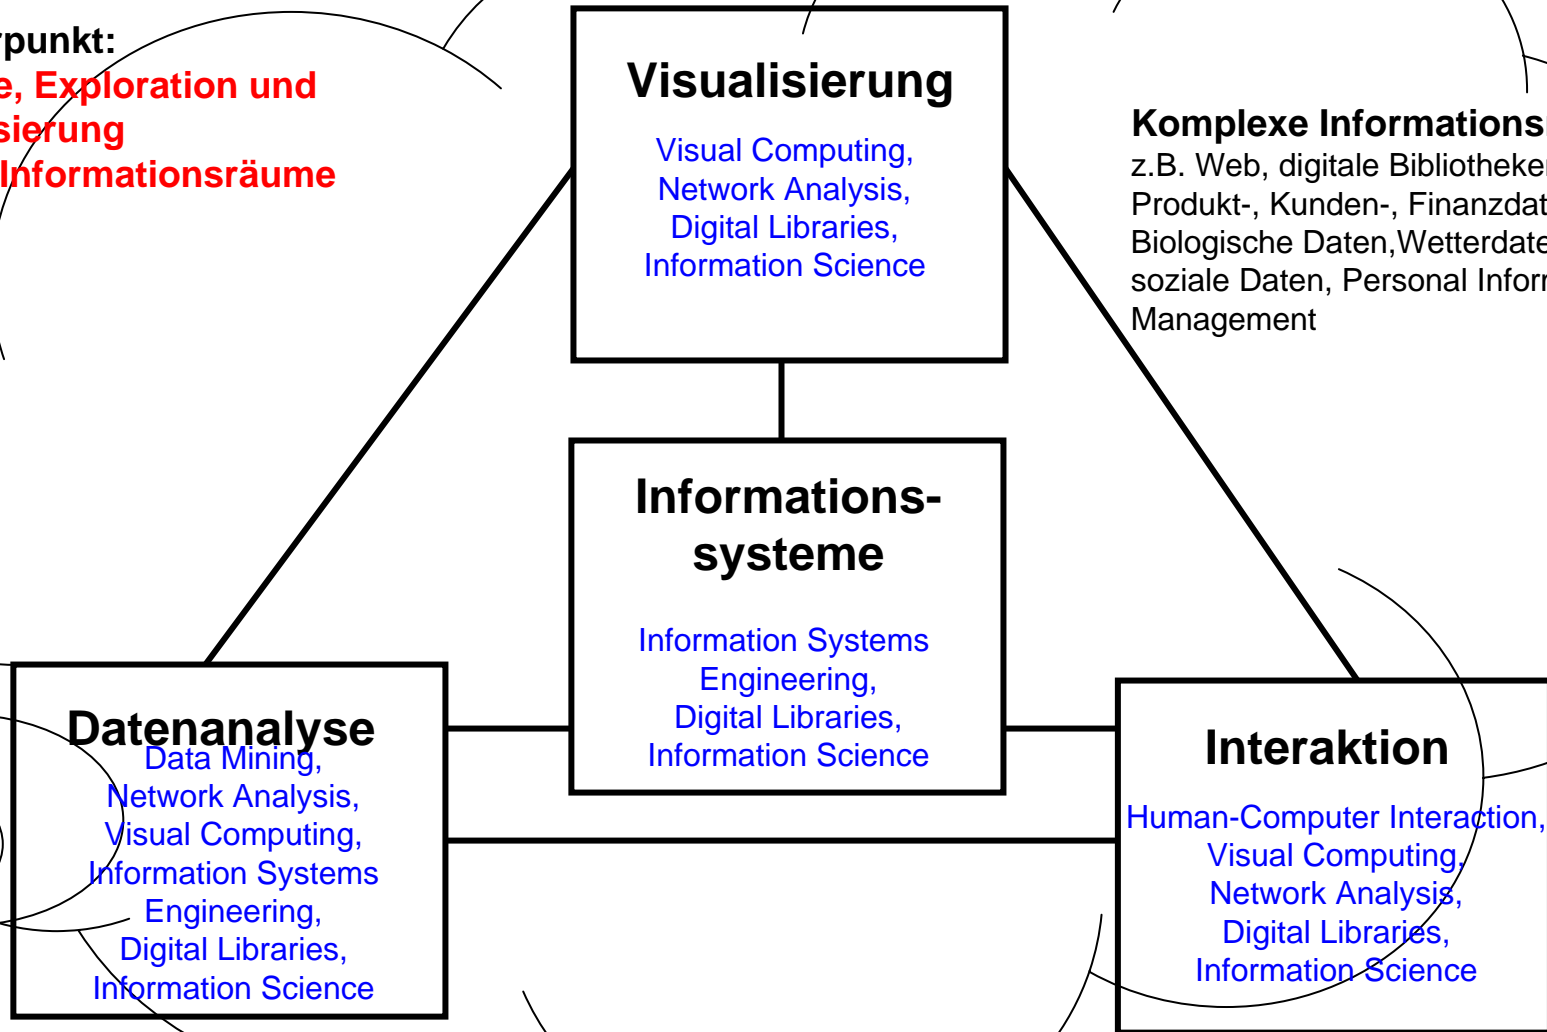 rpunkt:
e, Exploration und
sierung
Informationsräume
Visualisierung
Visual Computing,
Network Analysis,
Digital Libraries,
Information Science
Komplexe Informations
z.B. Web, digitale Bibliotheken
Produkt-, Kunden-, Finanzdat
Biologische Daten,Wetterdate
soziale Daten, Personal Infor
Management
Informations-
systeme
Information Systems
Engineering,
Digital Libraries,
Information Science
Datenanalyse
Data Mining,
Network Analysis,
Visual Computing,
Information Systems
Engineering,
Digital Libraries,
Information Science
Interaktion
Human-Computer Interaction,
Visual Computing,
Network Analysis,
Digital Libraries,
Information Science